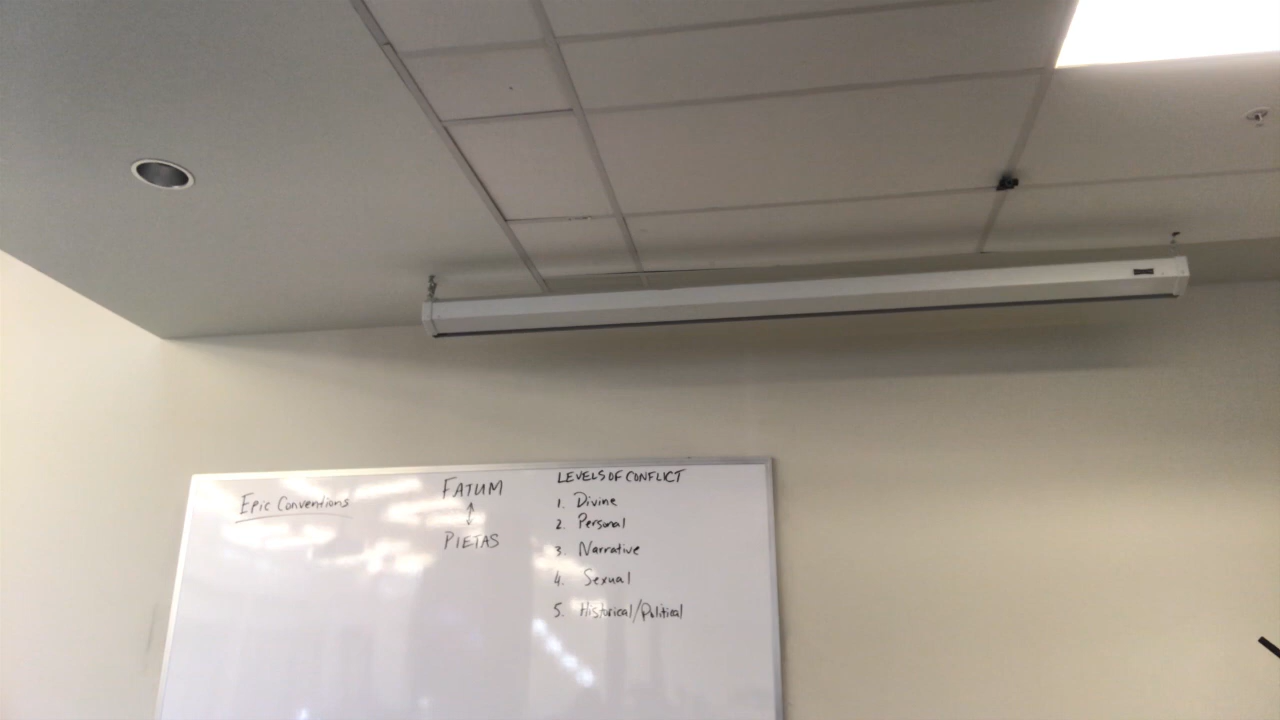 Epic Conventions
FATUM
↕
PIETAS
LEVELS OF CONFLICT
1. Divine
2. Personal
3. Narrative
4. Sexual
5. Historical/Political